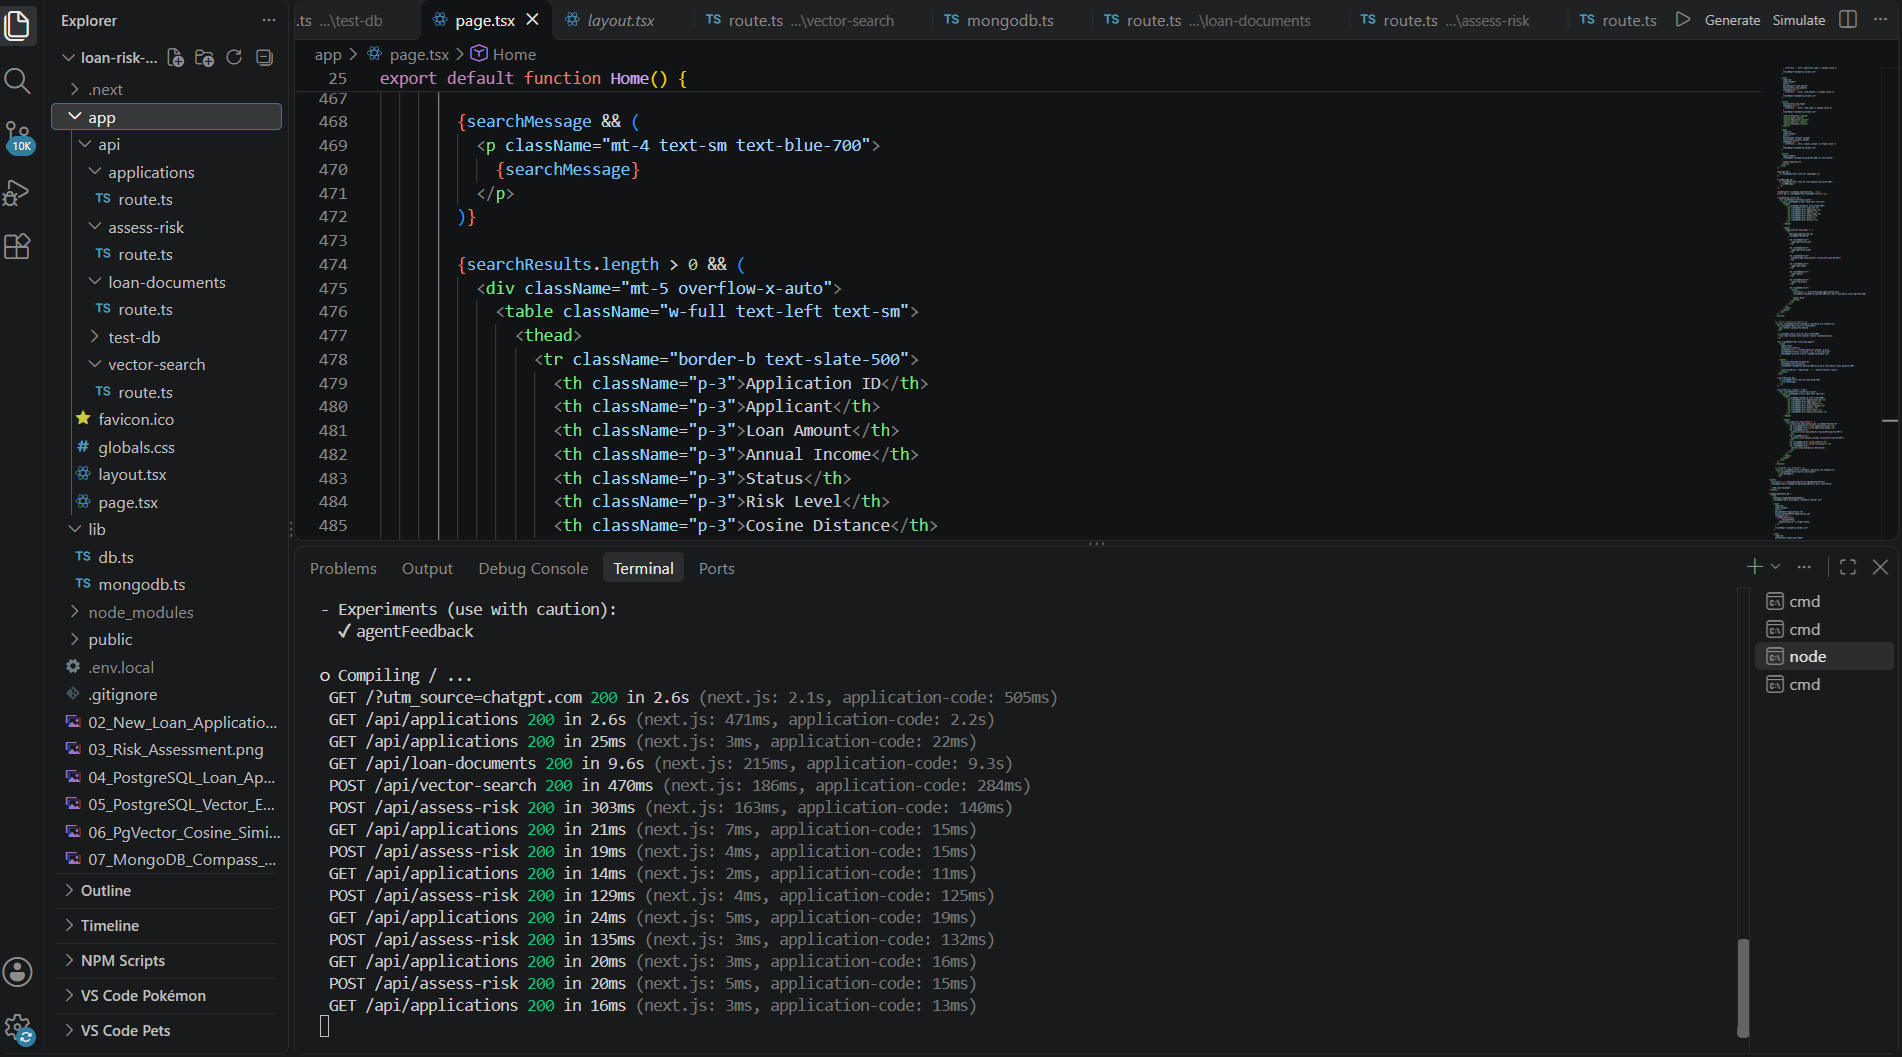 Explorer
loan-risk-...
.next
app
api
applications
TS route.ts
assess-risk
TS route.ts
loan-documents
TS route.ts
test-db
vector-search
TS route.ts
favicon.ico
# globals.css
layout.tsx
page.tsx
lib
TS db.ts
TS mongodb.ts
node_modules
public
.env.local
.gitignore
02_New_Loan_Applicatio...
03_Risk_Assessment.png
04_PostgreSQL_Loan_Ap...
05_PostgreSQL_Vector_E...
06_PgVector_Cosine_Simi...
07_MongoDB_Compass_...
Outline
Timeline
NPM Scripts
VS Code Pokémon
VS Code Pets
10K
.ts ...\test-db
page.tsx
layout.tsx
TS route.ts ...\vector-search
TS mongodb.ts
TS route.ts ...\loan-documents
TS route.ts ...\assess-risk
TS route.ts
Generate
Simulate
app > page.tsx > Home
25 export default function Home() {
467
468 {searchMessage && (
469 <p className="mt-4 text-sm text-blue-700">
470 {searchMessage}
471 </p>
472 )}
473
474 {searchResults.length > 0 && (
475 <div className="mt-5 overflow-x-auto">
476 <table className="w-full text-left text-sm">
477 <thead>
478 <tr className="border-b text-slate-500">
479 <th className="p-3">Application ID</th>
480 <th className="p-3">Applicant</th>
481 <th className="p-3">Loan Amount</th>
482 <th className="p-3">Annual Income</th>
483 <th className="p-3">Status</th>
484 <th className="p-3">Risk Level</th>
485 <th className="p-3">Cosine Distance</th>
Problems Output Debug Console Terminal Ports
- Experiments (use with caution):
✓ agentFeedback
o Compiling / ...
GET /?utm_source=chatgpt.com 200 in 2.6s (next.js: 2.1s, application-code: 505ms)
GET /api/applications 200 in 2.6s (next.js: 471ms, application-code: 2.2s)
GET /api/applications 200 in 25ms (next.js: 3ms, application-code: 22ms)
GET /api/loan-documents 200 in 9.6s (next.js: 215ms, application-code: 9.3s)
POST /api/vector-search 200 in 470ms (next.js: 186ms, application-code: 284ms)
POST /api/assess-risk 200 in 303ms (next.js: 163ms, application-code: 140ms)
GET /api/applications 200 in 21ms (next.js: 7ms, application-code: 15ms)
POST /api/assess-risk 200 in 19ms (next.js: 4ms, application-code: 15ms)
GET /api/applications 200 in 14ms (next.js: 2ms, application-code: 11ms)
POST /api/assess-risk 200 in 129ms (next.js: 4ms, application-code: 125ms)
GET /api/applications 200 in 24ms (next.js: 5ms, application-code: 19ms)
POST /api/assess-risk 200 in 135ms (next.js: 3ms, application-code: 132ms)
GET /api/applications 200 in 20ms (next.js: 3ms, application-code: 16ms)
POST /api/assess-risk 200 in 20ms (next.js: 5ms, application-code: 15ms)
GET /api/applications 200 in 16ms (next.js: 3ms, application-code: 13ms)
cmd
cmd
node
cmd